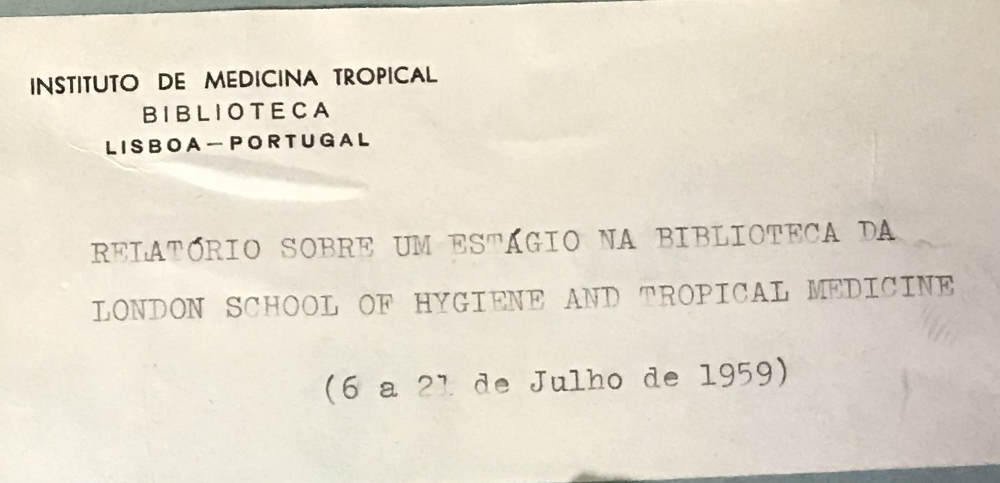 INSTITUTO DE MEDICINA TROPICAL
BIBLIOTECA
LISBOA — PORTUGAL
RELATÓRIO SOBRE UM ESTÁGIO NA BIBLIOTECA DA
LONDON SCHOOL OF HYGIENE AND TROPICAL MEDICINE
(6 a 21 de Julho de 1959)